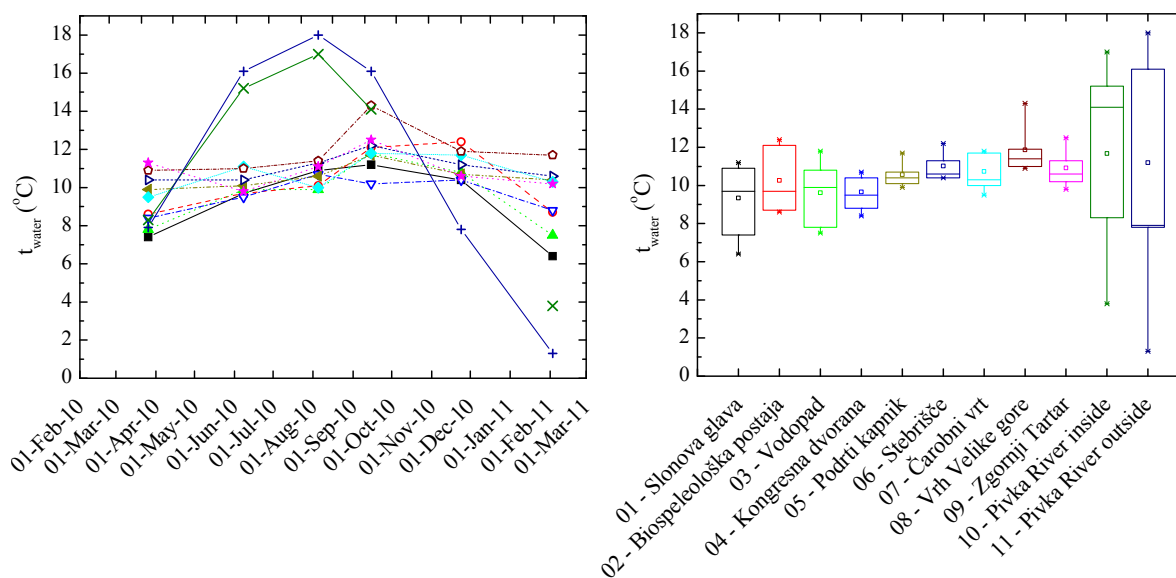 18
16
14
12
10
8
6
4
2
0
t water (°C)
01-Feb-10
01-Mar-10
01-Apr-10
01-May-10
01-Jun-10
01-Jul-10
01-Aug-10
01-Sep-10
01-Oct-10
01-Nov-10
01-Dec-10
01-Jan-11
01-Feb-11
01-Mar-11
18
16
14
12
10
8
6
4
2
0
t water (°C)
01 - Slonova glava
02 - Biospeleološka postaja
03 - Vodopad
04 - Kongresna dvorana
05 - Podrti kapnik
06 - Stebrišče
07 - Čarobni vrt
08 - Vrh Velike gore
09 - Zgornji Tartar
10 - Pivka River inside
11 - Pivka River outside